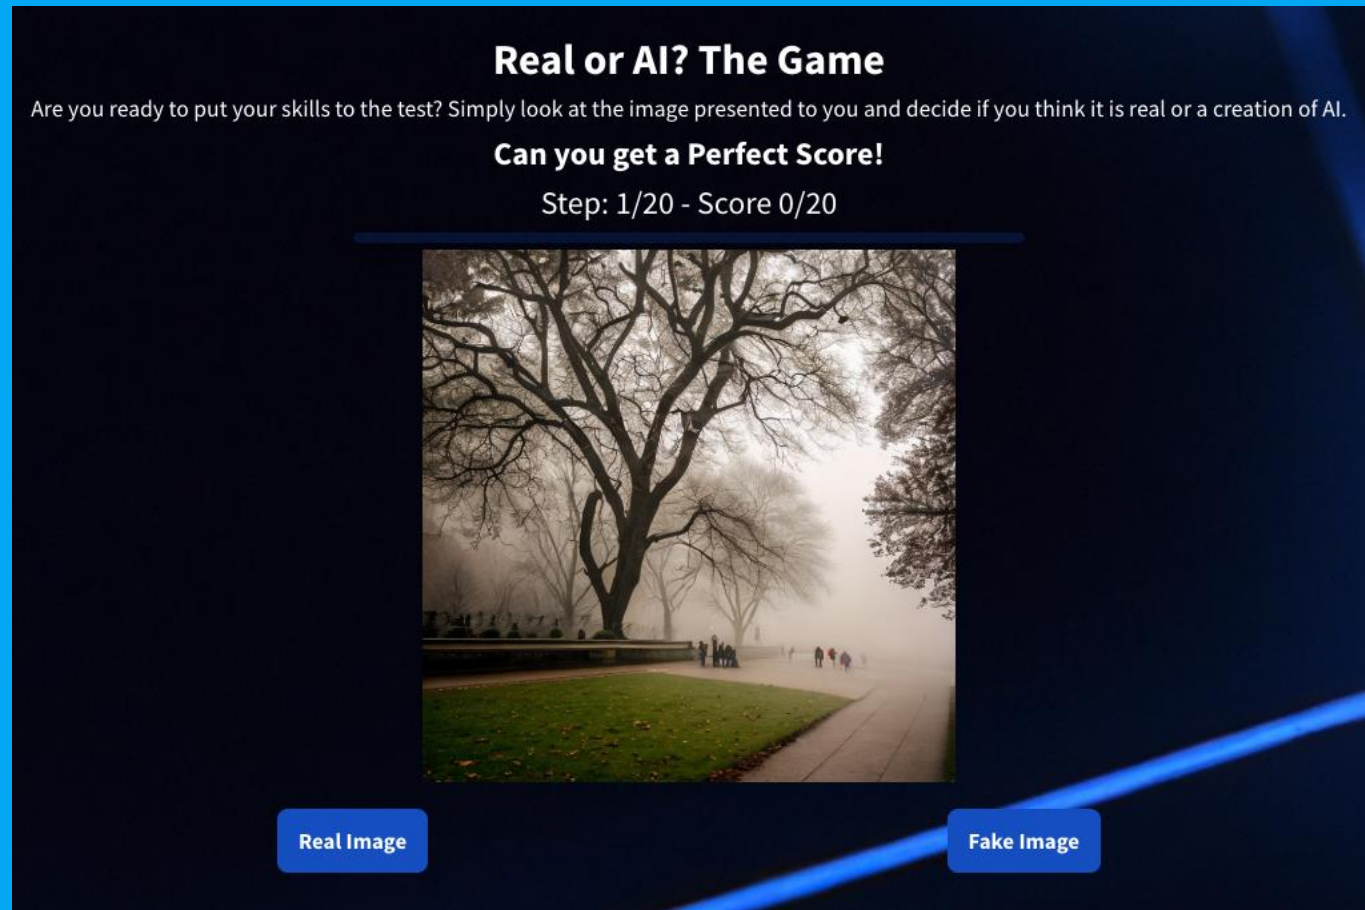 Real or AI? The Game
Are you ready to put your skills to the test? Simply look at the image presented to you and decide if you think it is real or a creation of AI.
Can you get a Perfect Score!
Step: 1/20 - Score 0/20
Real Image
Fake Image